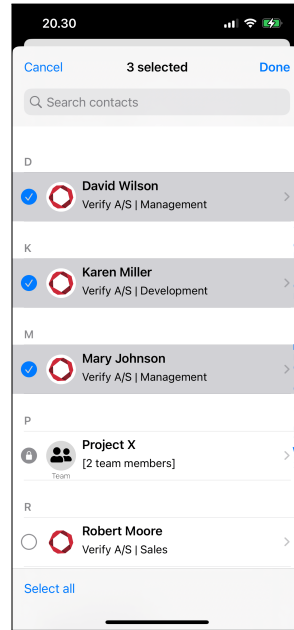 20.30
Cancel 3 selected Done
Search contacts
D
David Wilson
Verify A/S | Management
K
Karen Miller
Verify A/S | Development
M
Mary Johnson
Verify A/S | Management
P
Project X
[2 team members]
Team
R
Robert Moore
Verify A/S | Sales
Select all